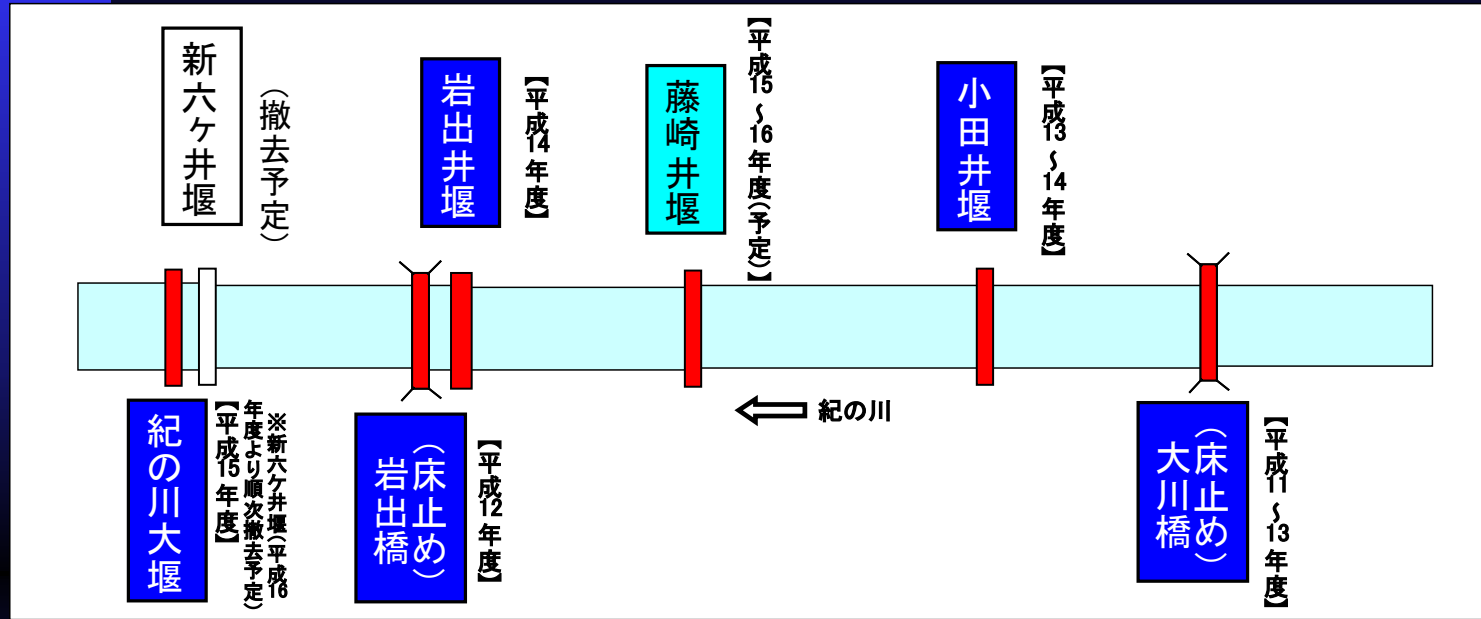 新六ケ井堰
（撤去予定）
岩出井堰
【平成14年度】
藤崎井堰
【平成15～16年度（予定）】
小田井堰
【平成13～14年度】
紀の川
紀の川大堰
【平成15年度】
※新六ケ井堰（平成16
年度より順次撤去予定）
（床止め）
岩出橋
【平成12年度】
（床止め）
大川橋
【平成11～13年度】